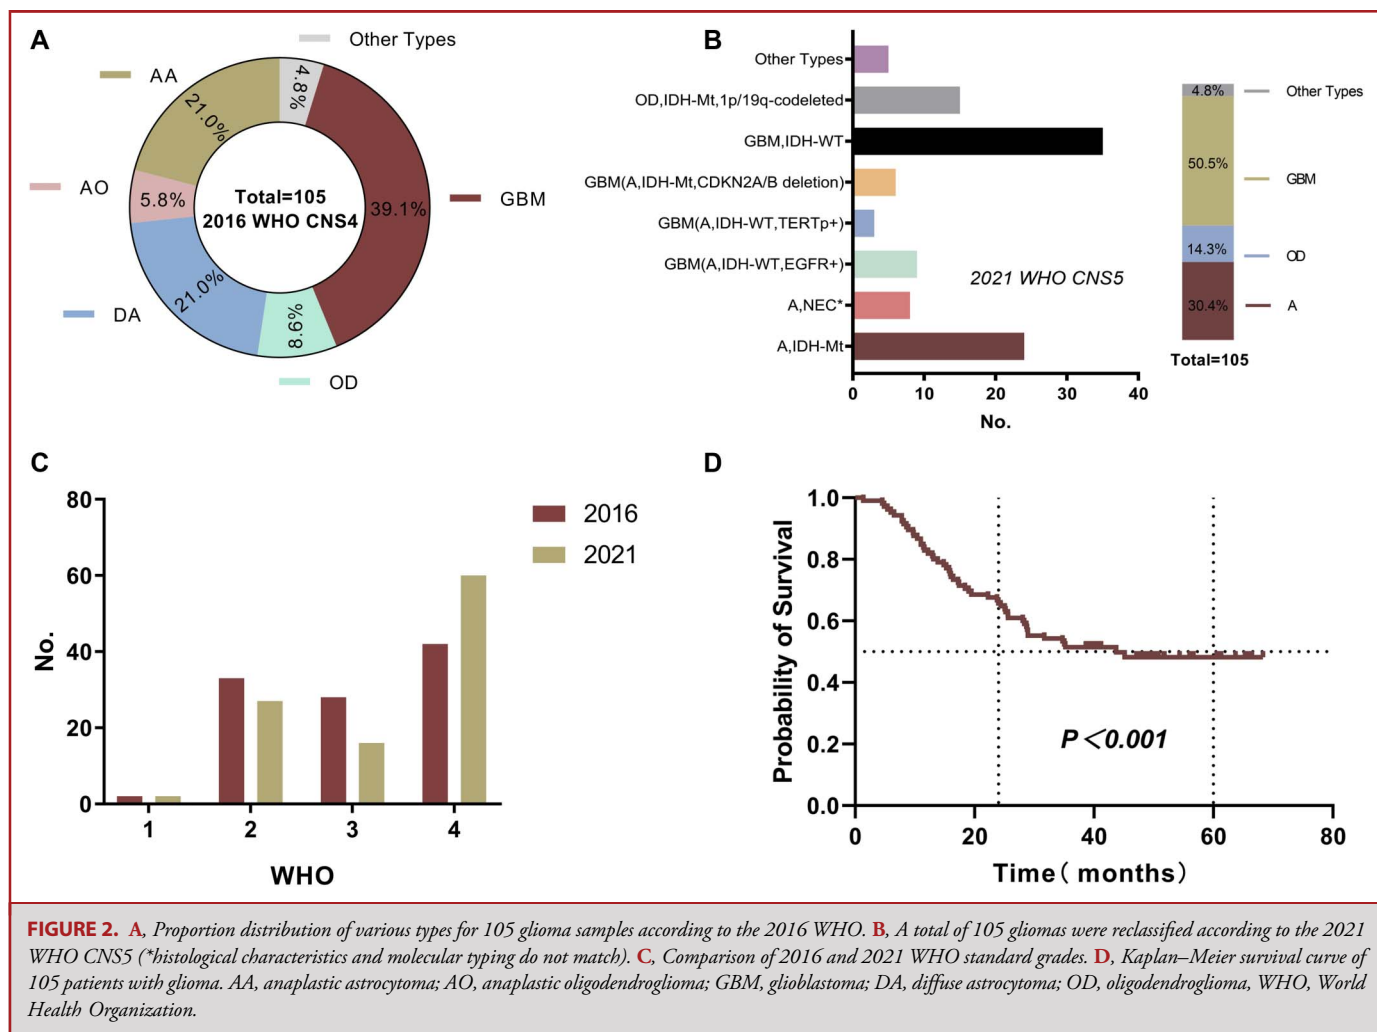 A
Other Types
AA
AO
DA
OD
GBM
4.8%
39.1%
8.6%
21.0%
5.8%
21.0%
Total=105
2016 WHO CNS4
B
Other Types
OD,IDH-Mt,1p/19q-codeleted
GBM,IDH-WT
GBM(A,IDH-Mt,CDKN2A/B deletion)
GBM(A,IDH-WT,TERTp+)
GBM(A,IDH-WT,EGFR+)
A,NEC*
A,IDH-Mt
0 10 20 30 40
No.
2021 WHO CNS5
4.8% Other Types
50.5% GBM
14.3% OD
30.4% A
Total=105
C
80
60
40
20
0
No.
1 2 3 4
WHO
2016
2021
D
1.0
0.8
0.6
0.4
0.2
0.0
Probability of Survival
P<0.001
0 20 40 60 80
Time( months)
FIGURE 2. A, Proportion distribution of various types for 105 glioma samples according to the 2016 WHO. B, A total of 105 gliomas were reclassified according to the 2021
WHO CNS5 (*histological characteristics and molecular typing do not match). C, Comparison of 2016 and 2021 WHO standard grades. D, Kaplan–Meier survival curve of
105 patients with glioma. AA, anaplastic astrocytoma; AO, anaplastic oligodendroglioma; GBM, glioblastoma; DA, diffuse astrocytoma; OD, oligodendroglioma, WHO, World
Health Organization.